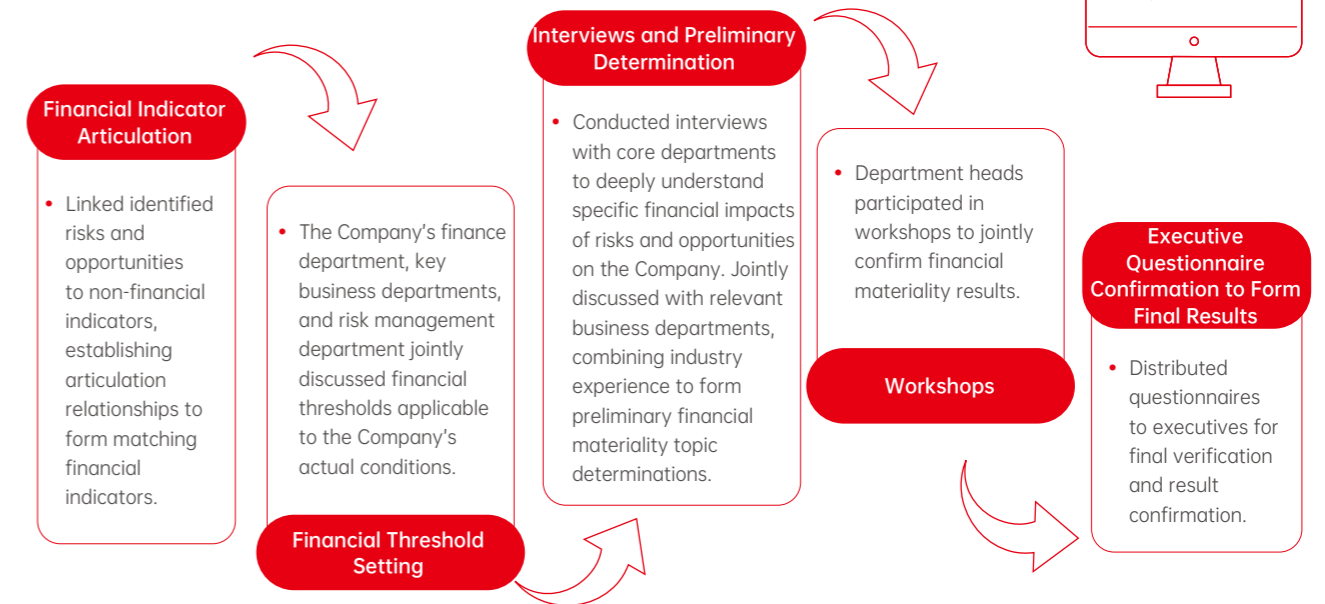 Financial Indicator
Articulation
• Linked identified
risks and
opportunities
to non-financial
indicators,
establishing
articulation
relationships to
form matching
financial
indicators.
• The Company's finance
department, key
business departments,
and risk management
department jointly
discussed financial
thresholds applicable
to the Company's
actual conditions.
Financial Threshold
Setting
Interviews and Preliminary
Determination
• Conducted interviews
with core departments
to deeply understand
specific financial impacts
of risks and opportunities
on the Company. Jointly
discussed with relevant
business departments,
combining industry
experience to form
preliminary financial
materiality topic
determinations.
• Department heads
participated in
workshops to jointly
confirm financial
materiality results.
Workshops
Executive
Questionnaire
Confirmation to Form
Final Results
• Distributed
questionnaires
to executives for
final verification
and result
confirmation.